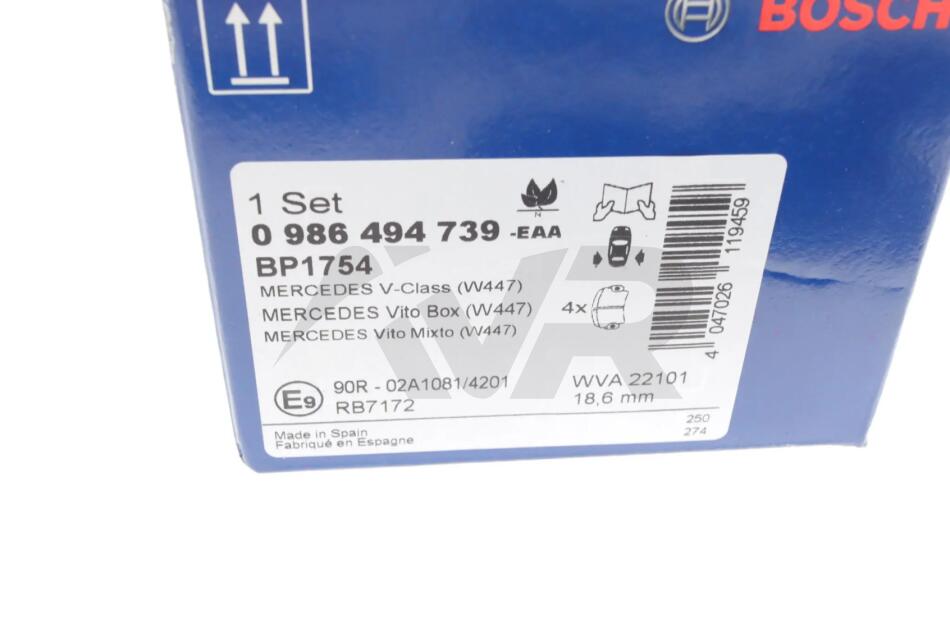 BOSCH
1 Set
N
0 986 494 739 -EAA
BP1754
MERCEDES V-Class (W447)
MERCEDES Vito Box (W447)
MERCEDES Vito Mixto (W447)
4x
4 047026 119459
E9
90R - 02A1081/4201
RB7172
WVA 22101
18,6 mm
Made in Spain
Fabriqué en Espagne
250
274
VR